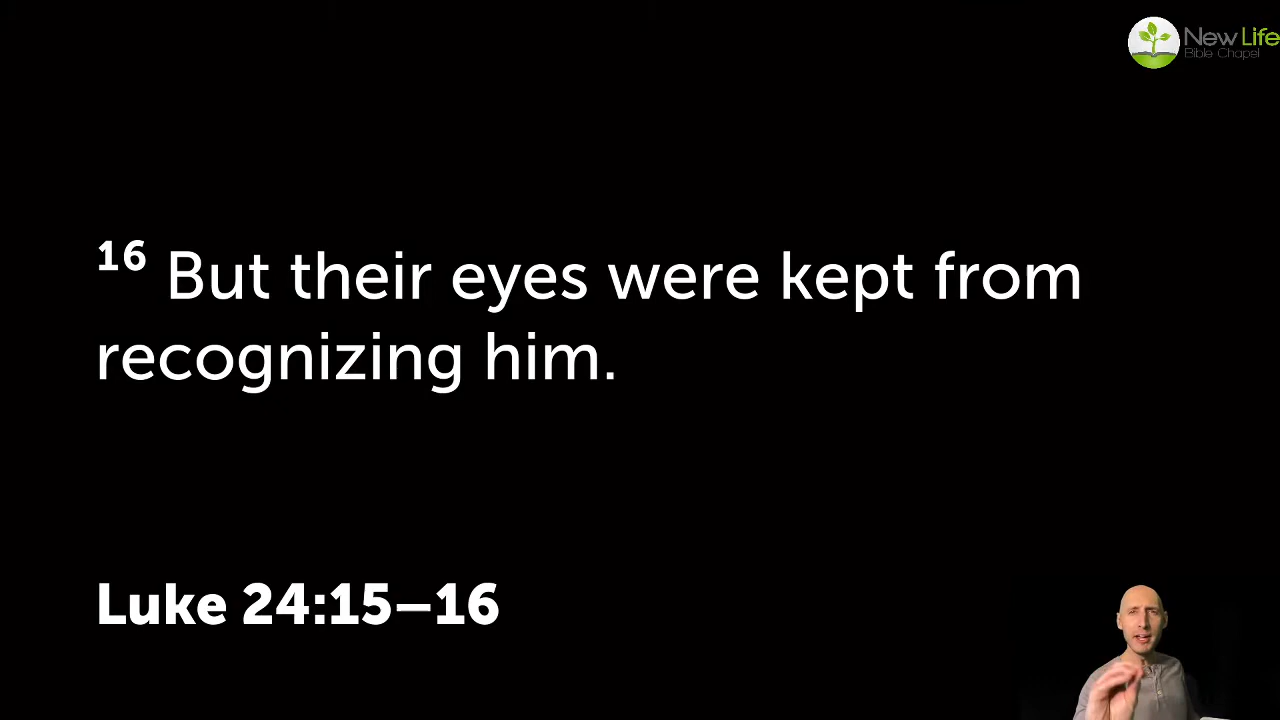 New Life
Bible Chapel
16 But their eyes were kept from
recognizing him.
Luke 24:15–16